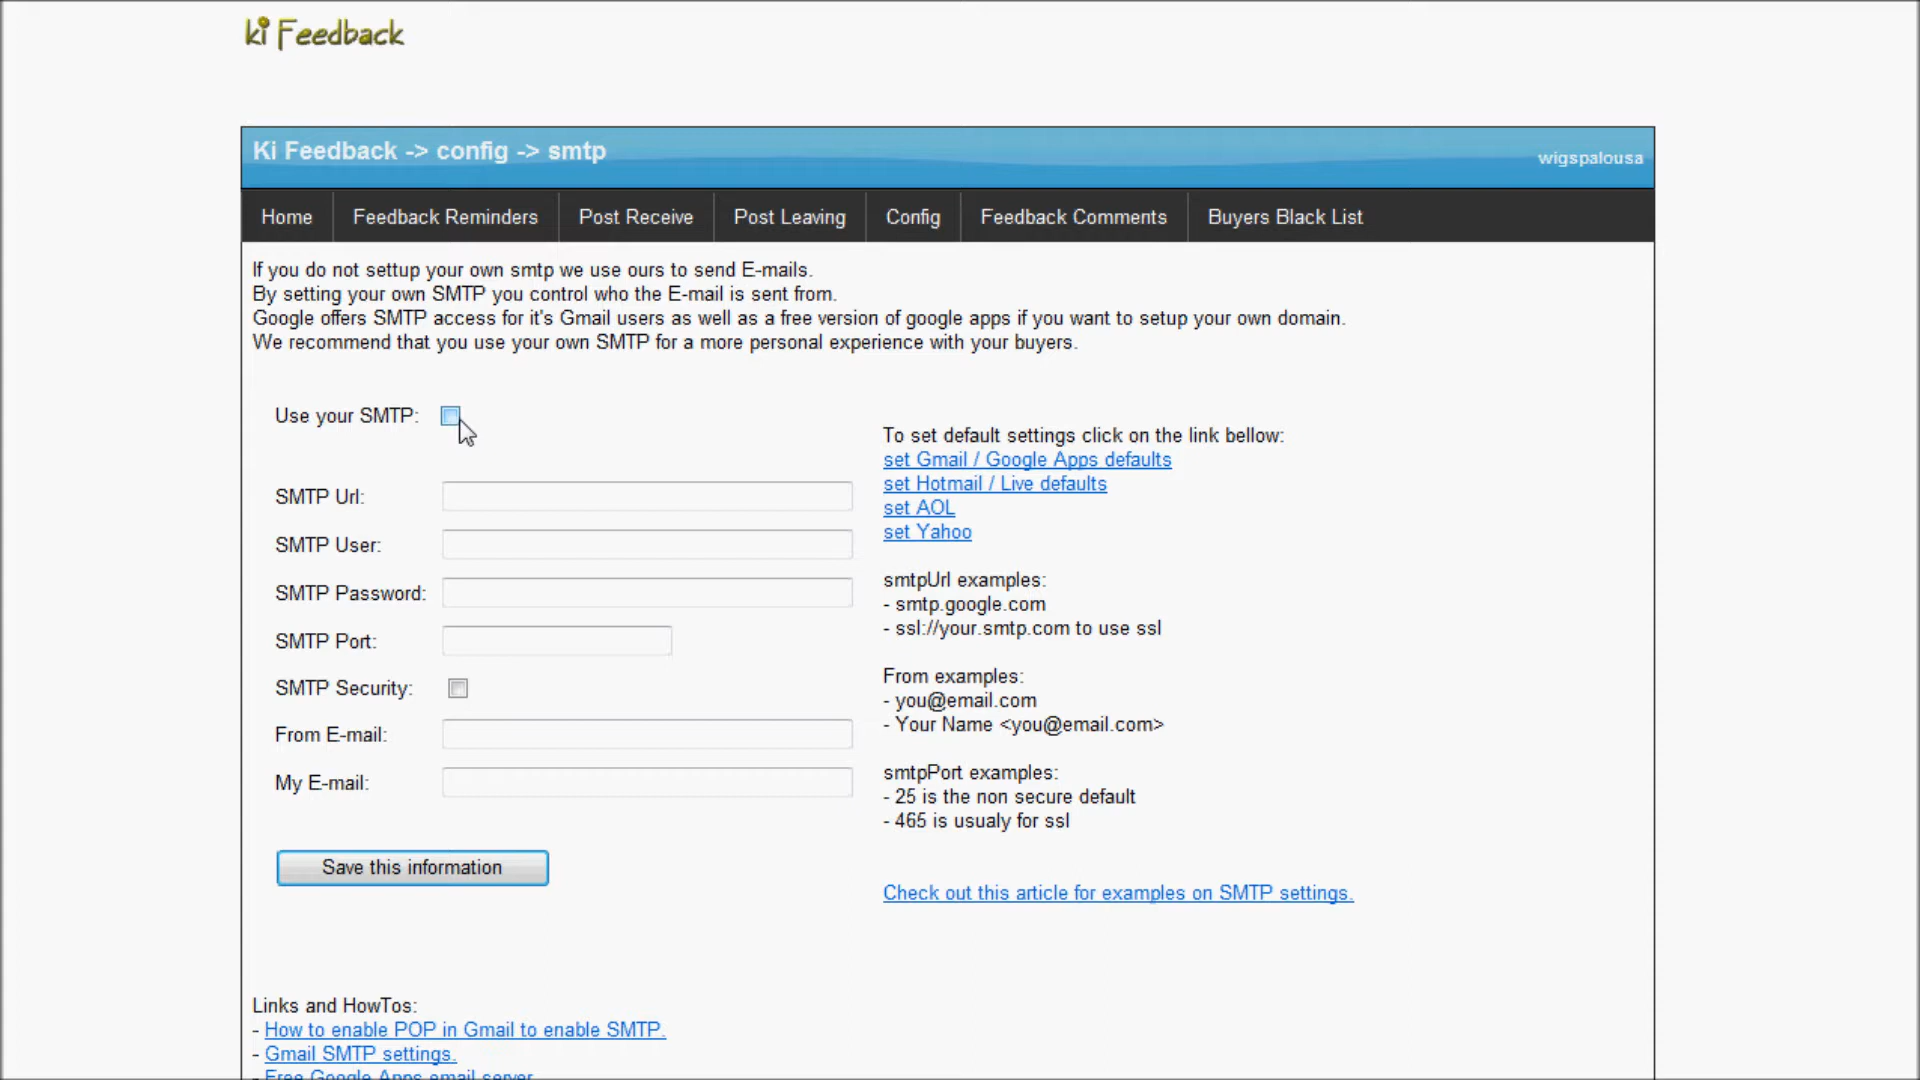 ki Feedback
Ki Feedback -> config -> smtp
wigspalousa
Home Feedback Reminders Post Receive Post Leaving Config Feedback Comments Buyers Black List
If you do not settup your own smtp we use ours to send E-mails.
By setting your own SMTP you control who the E-mail is sent from.
Google offers SMTP access for it's Gmail users as well as a free version of google apps if you want to setup your own domain.
We recommend that you use your own SMTP for a more personal experience with your buyers.
Use your SMTP:
SMTP Url:
SMTP User:
SMTP Password:
SMTP Port:
SMTP Security:
From E-mail:
My E-mail:
Save this information
To set default settings click on the link bellow:
set Gmail / Google Apps defaults
set Hotmail / Live defaults
set AOL
set Yahoo
smtpUrl examples:
- smtp.google.com
- ssl://your.smtp.com to use ssl
From examples:
- you@email.com
- Your Name <you@email.com>
smtpPort examples:
- 25 is the non secure default
- 465 is usualy for ssl
Check out this article for examples on SMTP settings.
Links and HowTos:
- How to enable POP in Gmail to enable SMTP.
- Gmail SMTP settings.
- Free Google Apps email server